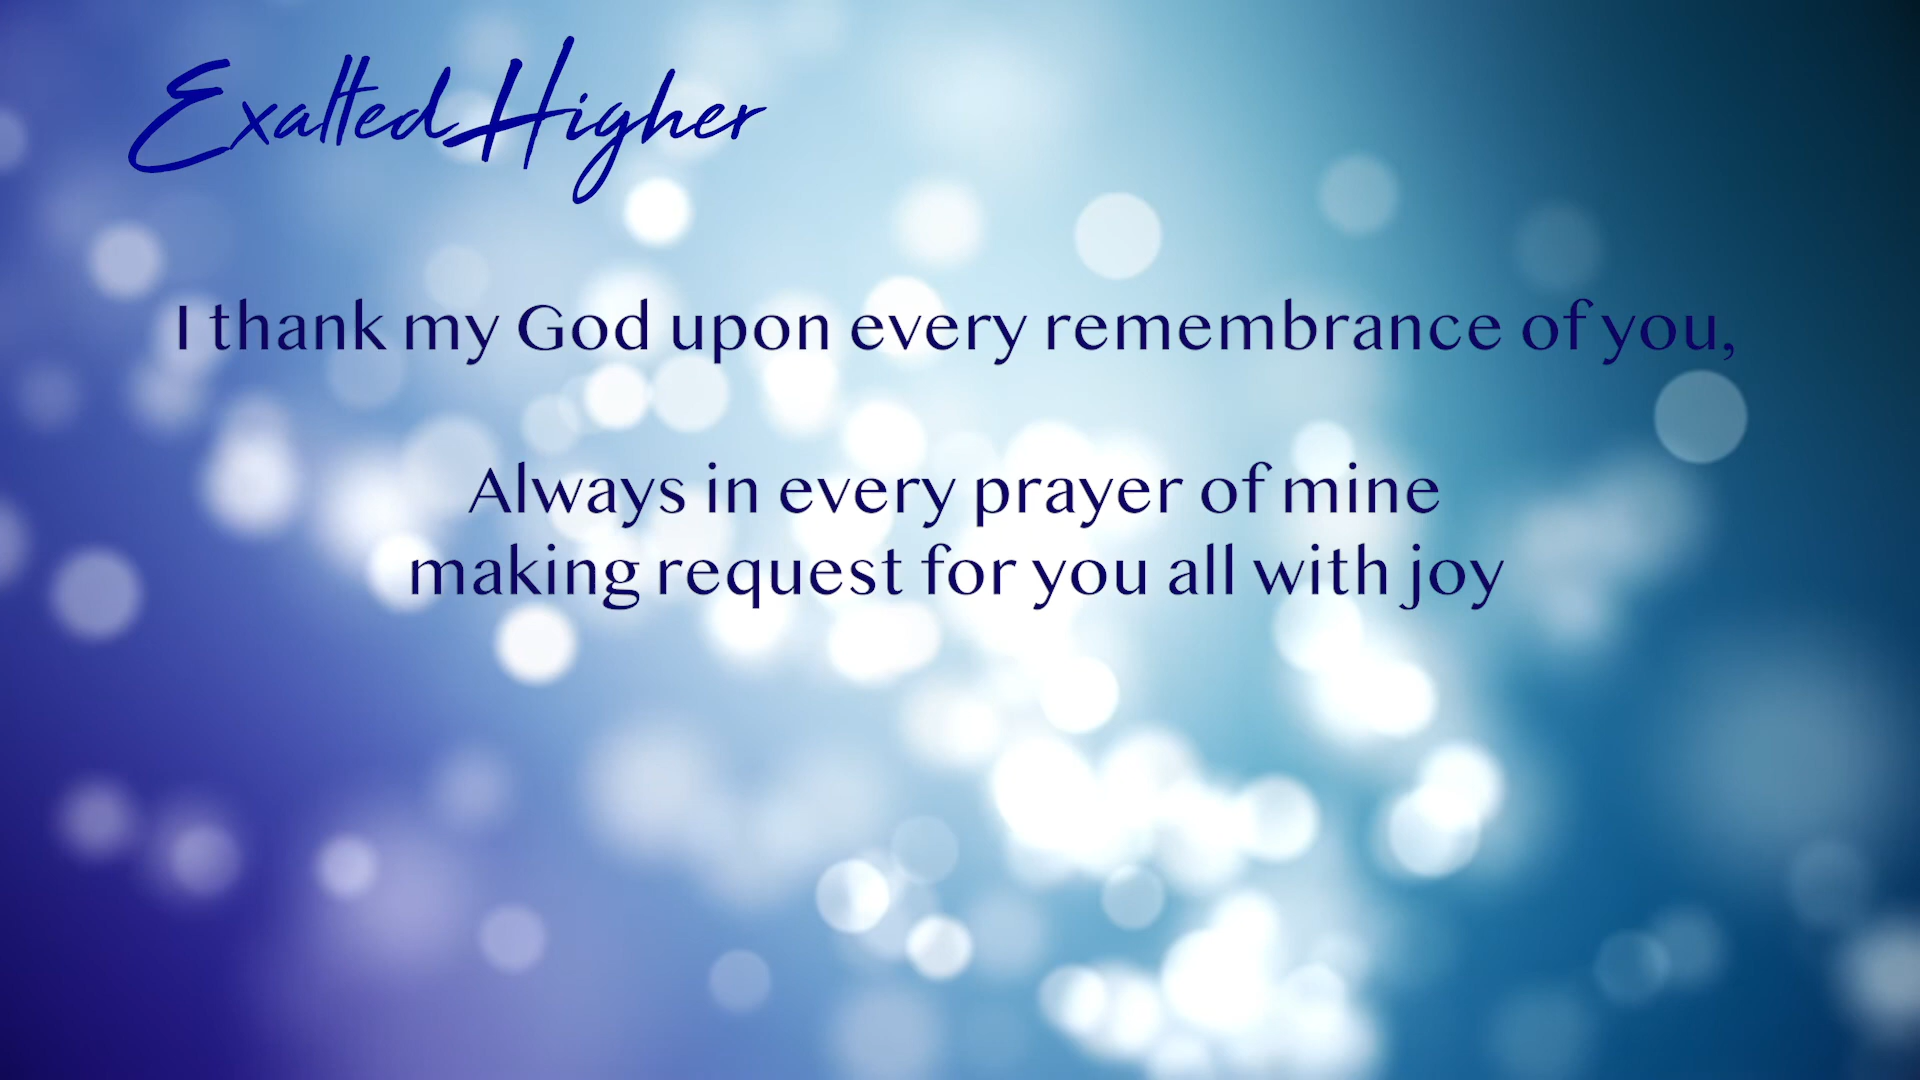 Exalted Higher
I thank my God upon every remembrance of you,
Always in every prayer of mine
making request for you all with joy